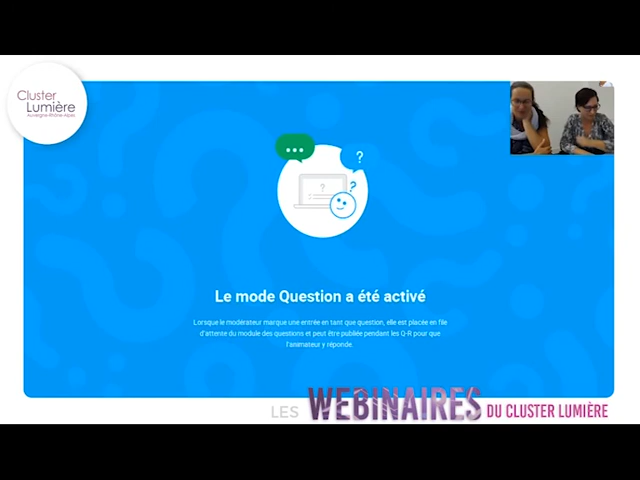 Cluster
Lumière
Auvergne-Rhône-Alpes
?
?
?
Le mode Question a été activé
Lorsque le modérateur marque une entrée en tant que question, elle est placée en file
d'attente du module des questions et peut être publiée pendant les Q-R pour que
l'animateur y réponde.
LES WEBINAIRES DU CLUSTER LUMIÈRE